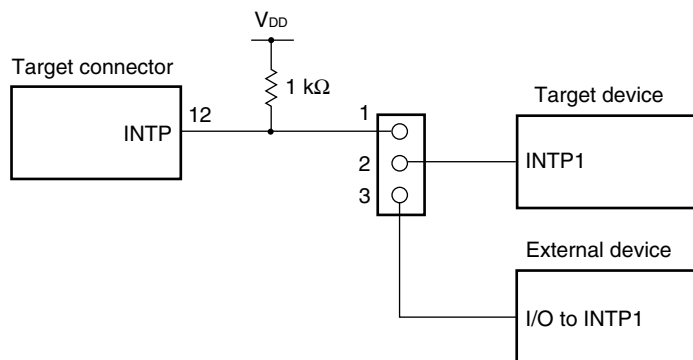 VDD
Target connector
1 kΩ
12
INTP
1
2
3
Target device
INTP1
External device
I/O to INTP1